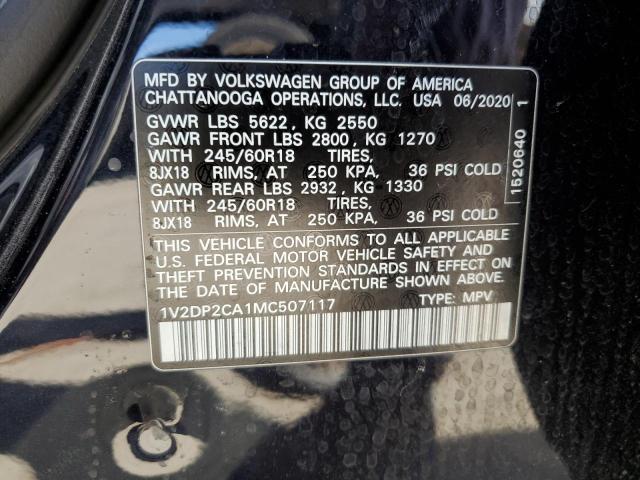 MFD BY VOLKSWAGEN GROUP OF AMERICA
CHATTANOOGA OPERATIONS, LLC. USA 06/2020
GVWR LBS 5622, KG 2550
GAWR FRONT LBS 2800, KG 1270
WITH 245/60R18 TIRES,
8JX18 RIMS, AT 250 KPA, 36 PSI COLD
GAWR REAR LBS 2932, KG 1330
WITH 245/60R18 TIRES,
8JX18 RIMS, AT 250 KPA, 36 PSI COLD
THIS VEHICLE CONFORMS TO ALL APPLICABLE
U.S. FEDERAL MOTOR VEHICLE SAFETY AND
THEFT PREVENTION STANDARDS IN EFFECT ON
THE DATE OF MANUFACTURE SHOWN ABOVE.
1V2DP2CA1MC507117 TYPE: MPV
1520640 1